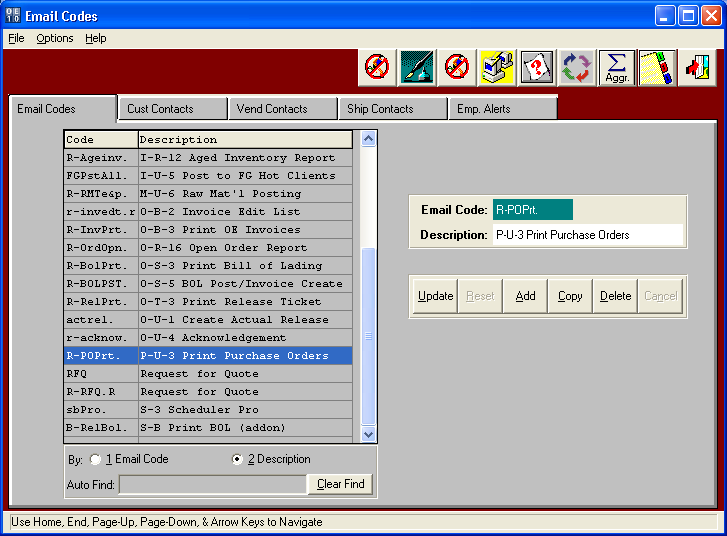 OE
10
Email Codes
File Options Help
Σ
Aggr.
Email Codes Cust Contacts Vend Contacts Ship Contacts Emp. Alerts
Code Description
R-Ageinv. I-R-12 Aged Inventory Report
FGPstAll. I-U-5 Post to FG Hot Clients
R-RMTe&p. M-U-6 Raw Mat'l Posting
r-invedt.r O-B-2 Invoice Edit List
R-InvPrt. O-B-3 Print OE Invoices
R-OrdOpn. O-R-16 Open Order Report
R-BolPrt. O-S-3 Print Bill of Lading
R-BOLPST. O-S-5 BOL Post/Invoice Create
R-RelPrt. O-T-3 Print Release Ticket
actrel. O-U-1 Create Actual Release
r-acknow. O-U-4 Acknowledgement
R-POPrt. P-U-3 Print Purchase Orders
RFQ Request for Quote
R-RFQ.R Request for Quote
sbPro. S-3 Scheduler Pro
B-RelBol. S-B Print BOL (addon)
Email Code: R-POPrt.
Description: P-U-3 Print Purchase Orders
Update Reset Add Copy Delete Cancel
By: 1 Email Code 2 Description
Auto Find: Clear Find
Use Home, End, Page-Up, Page-Down, & Arrow Keys to Navigate